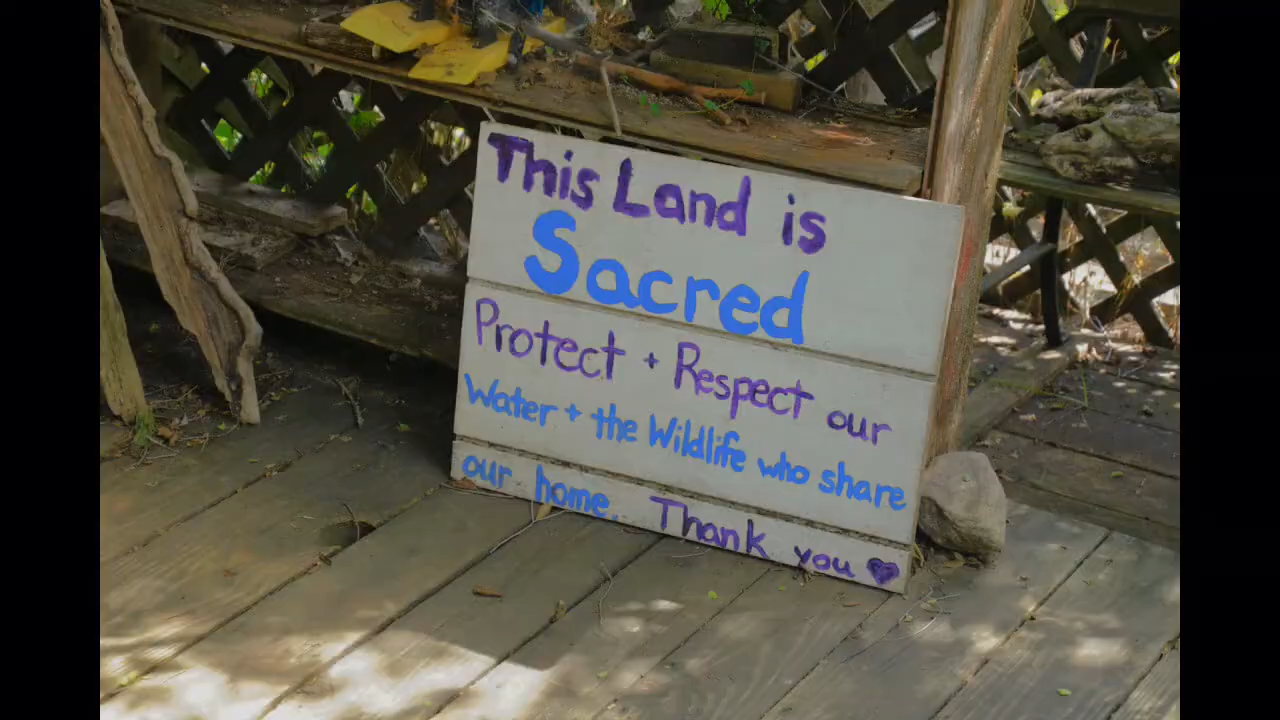 This Land is
Sacred
Protect + Respect our
Water + the Wildlife who share
our home. Thank you ♥